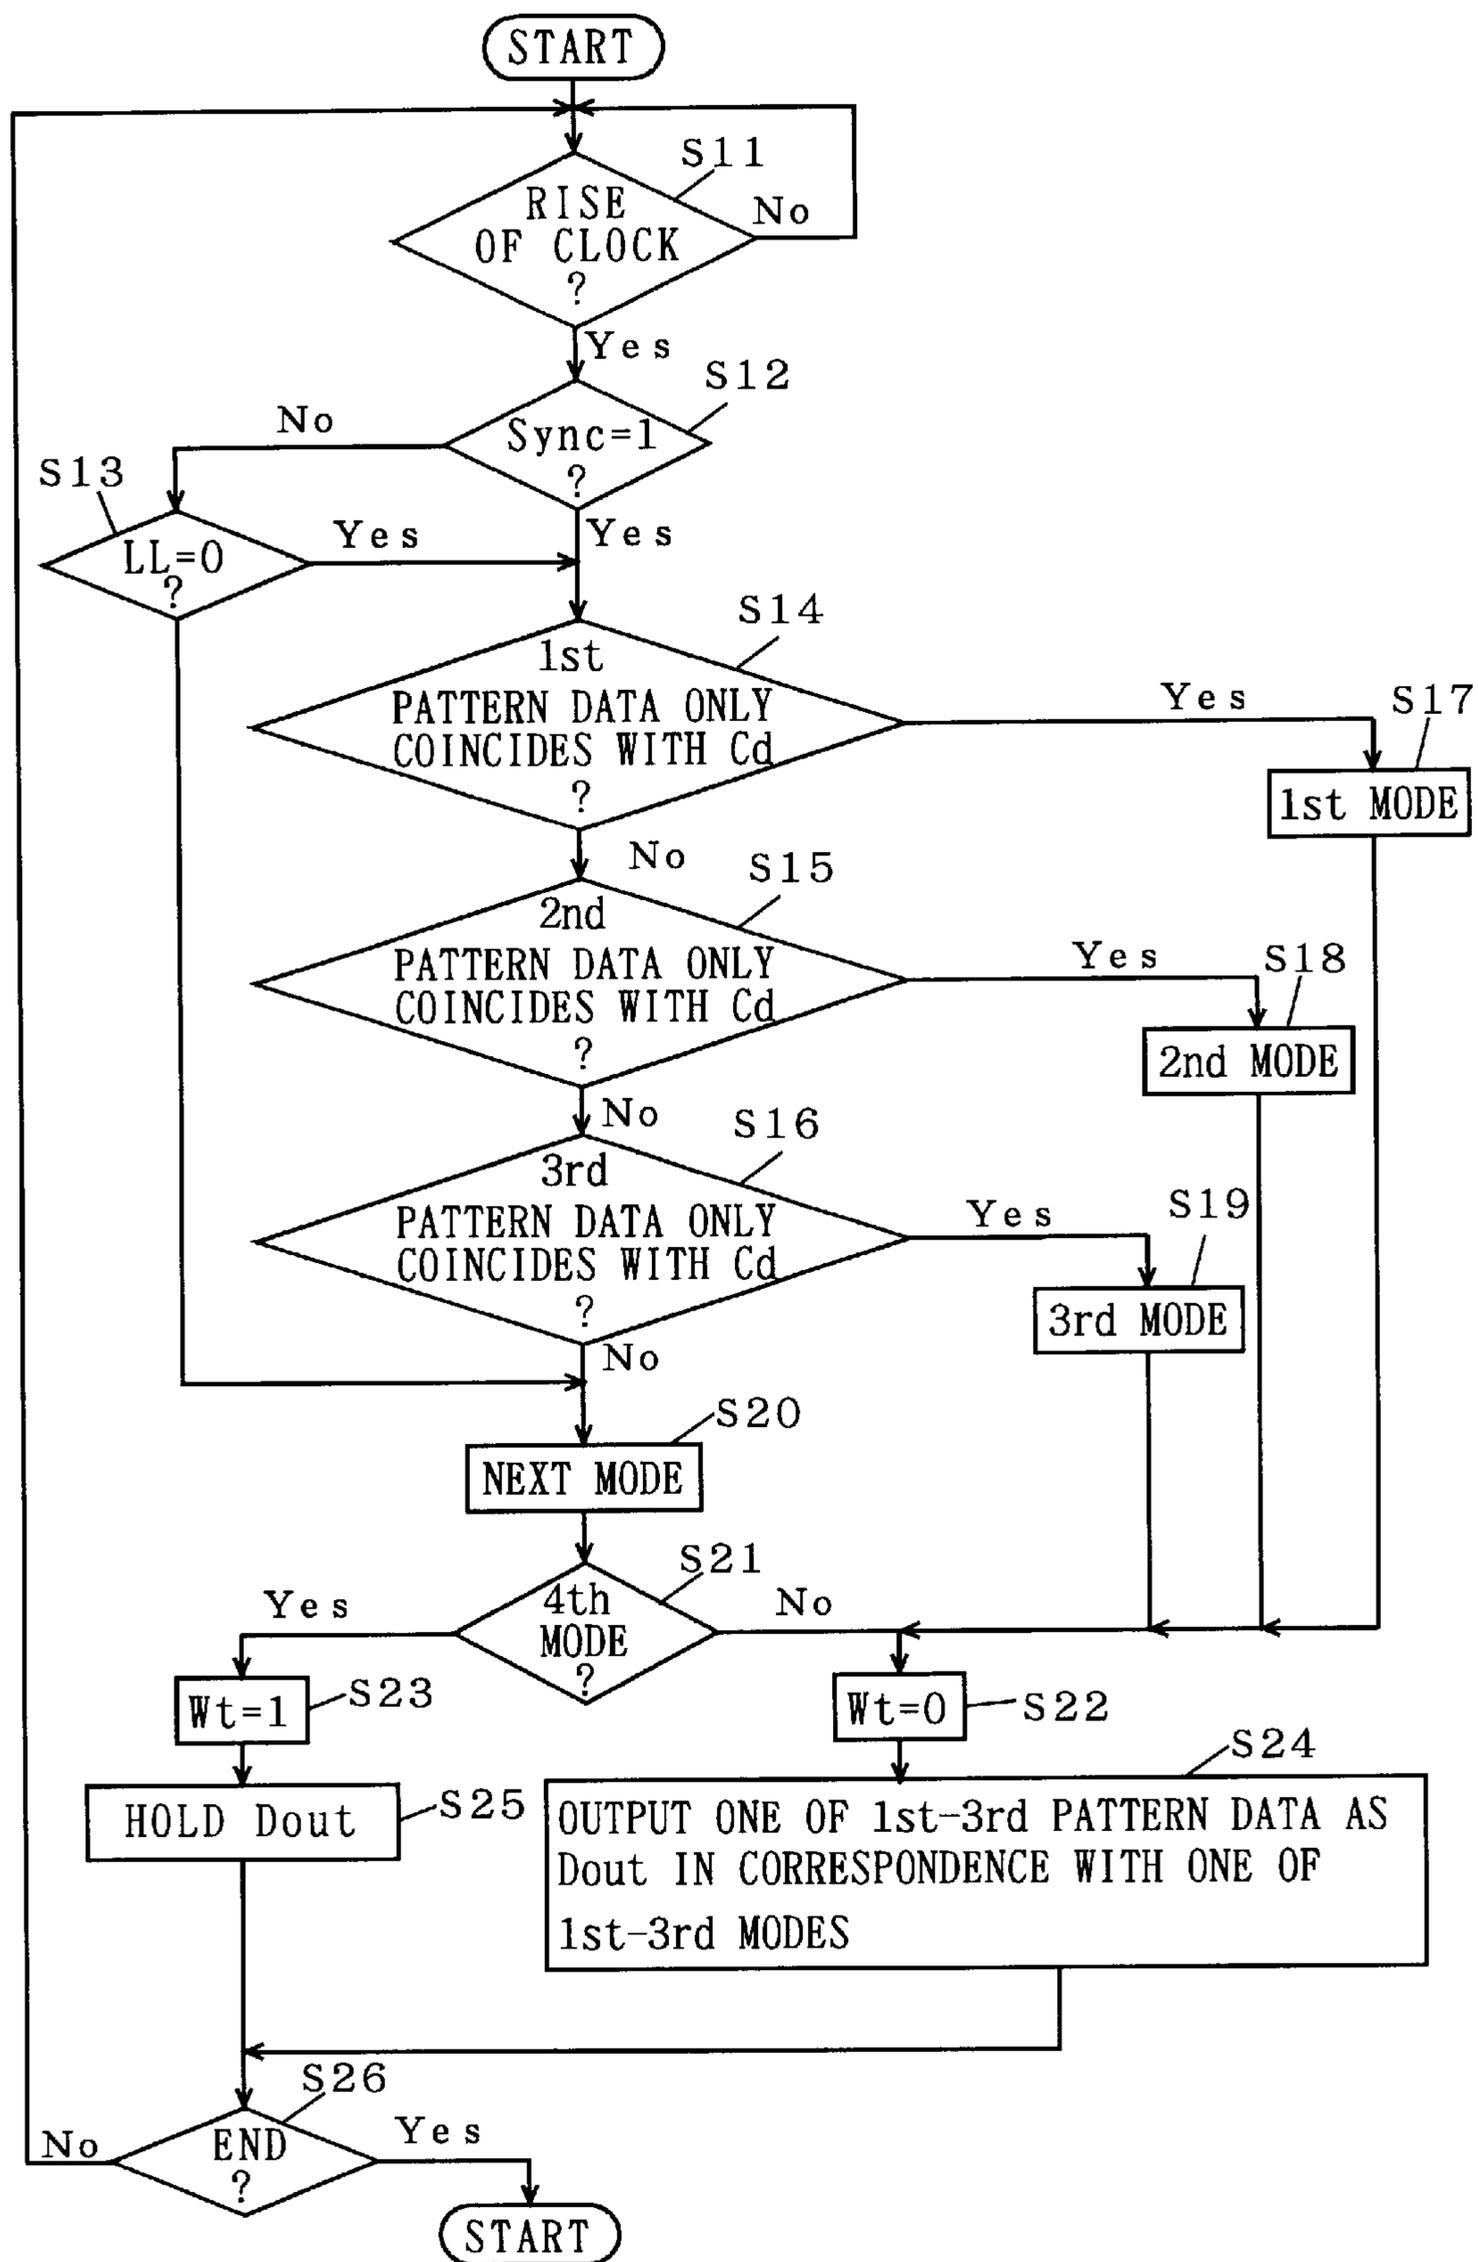 START
S11
RISE
OF CLOCK
?
No
Yes
S12
Sync=1
?
No
Yes
S13
LL=0
?
Yes
S14
1st
PATTERN DATA ONLY
COINCIDES WITH Cd
?
Yes
S17
1st MODE
No
S15
2nd
PATTERN DATA ONLY
COINCIDES WITH Cd
?
Yes
S18
2nd MODE
No
S16
3rd
PATTERN DATA ONLY
COINCIDES WITH Cd
?
Yes
S19
3rd MODE
No
S20
NEXT MODE
S21
4th
MODE
?
Yes
No
Wt=1
S23
Wt=0
S22
HOLD Dout
S25
S24
OUTPUT ONE OF 1st-3rd PATTERN DATA AS
Dout IN CORRESPONDENCE WITH ONE OF
1st-3rd MODES
S26
END
?
No
Yes
START